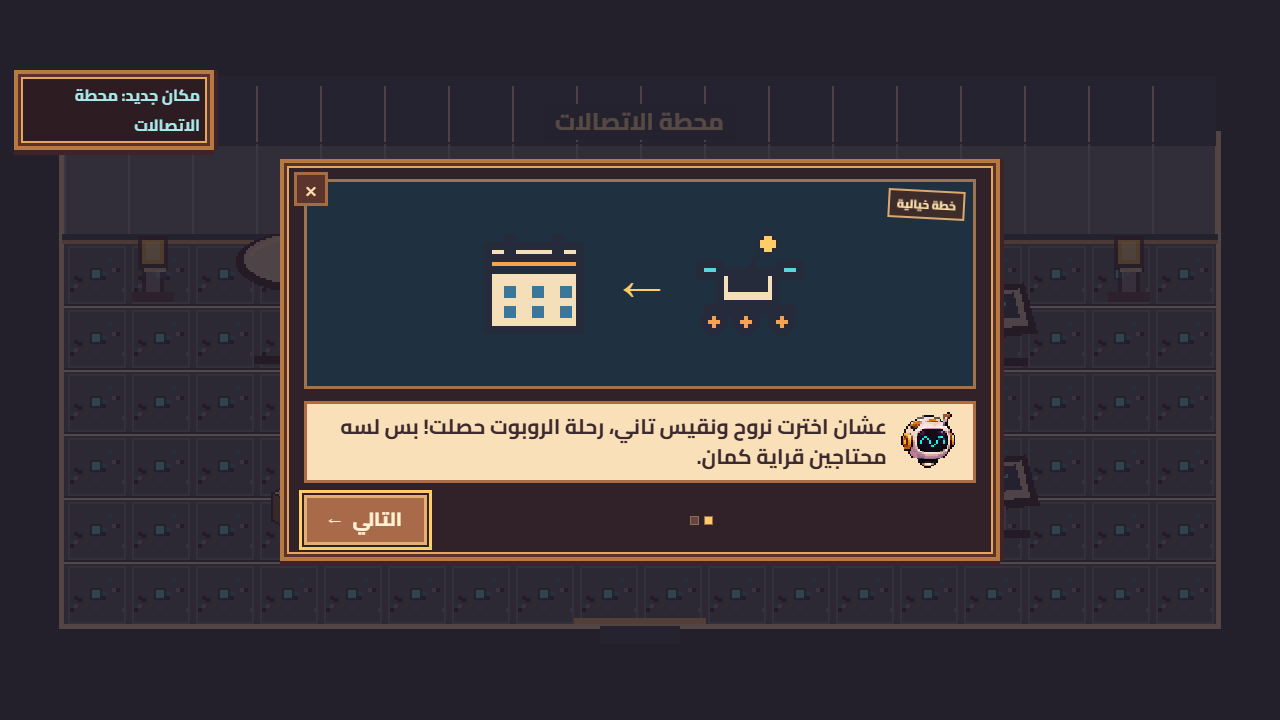 مكان جديد: محطة
الاتصالات
محطة الاتصالات
×
خطة خيالية
←
عشان اخترت نروح ونقيس تاني، رحلة الروبوت حصلت! بس لسه
محتاجين قراية كمان.
التالي ←